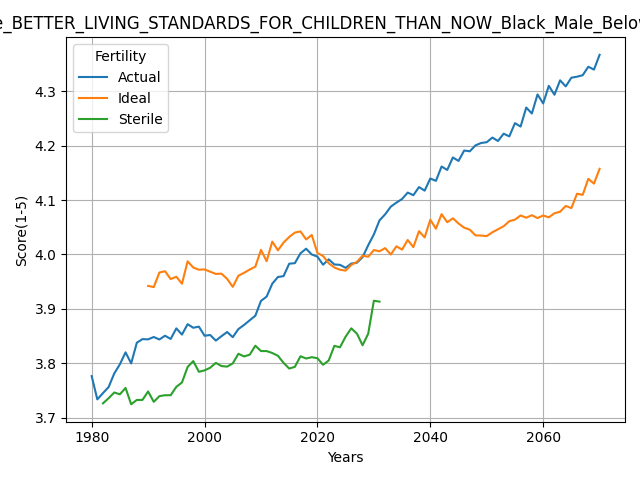 e_BETTER_LIVING_STANDARDS_FOR_CHILDREN_THAN_NOW_Black_Male_Below
Fertility
Actual
Ideal
Sterile
Score(1-5)
4.3
4.2
4.1
4.0
3.9
3.8
3.7
1980 2000 2020 2040 2060
Years